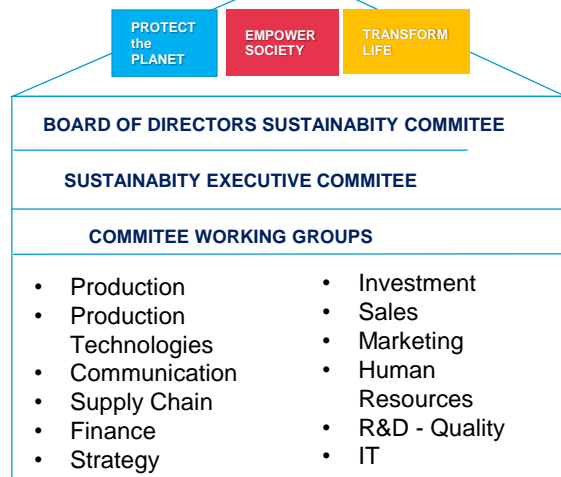 PROTECT
the
PLANET
EMPOWER
SOCIETY
TRANSFORM
LIFE
BOARD OF DIRECTORS SUSTAINABITY COMMITEE
SUSTAINABITY EXECUTIVE COMMITEE
COMMITEE WORKING GROUPS
• Production
• Production
Technologies
• Communication
• Supply Chain
• Finance
• Strategy
• Investment
• Sales
• Marketing
• Human
Resources
• R&D - Quality
• IT